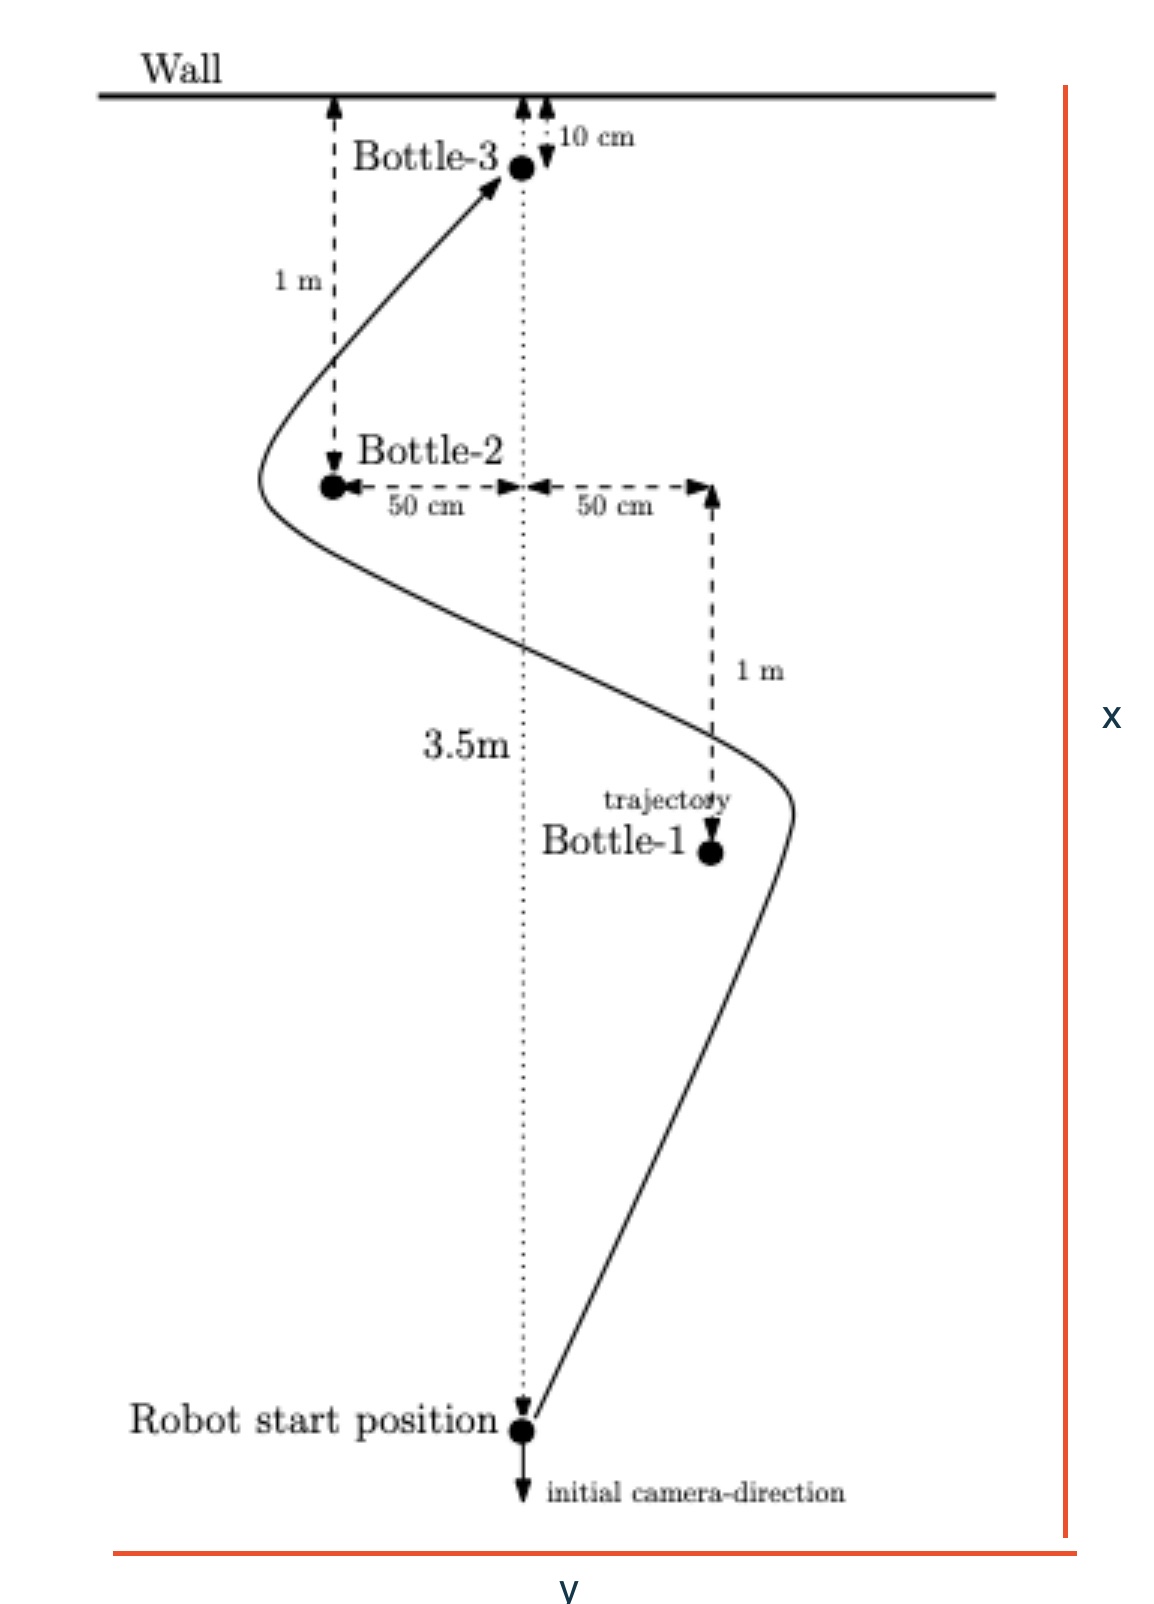 Wall
10 cm
Bottle-3
1 m
Bottle-2
50 cm
50 cm
1 m
x
3.5m
trajectory
Bottle-1
Robot start position
initial camera-direction
y